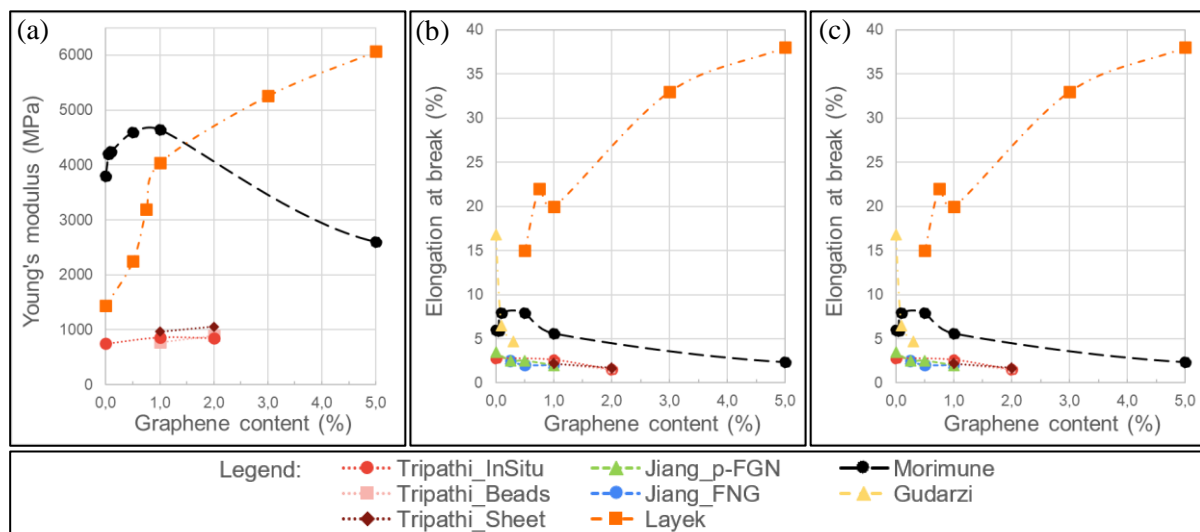 (a)
Young's modulus (MPa)
6000
5000
4000
3000
2000
1000
0
0,0 1,0 2,0 3,0 4,0 5,0
Graphene content (%)
(b)
Elongation at break (%)
40
35
30
25
20
15
10
5
0
0,0 1,0 2,0 3,0 4,0 5,0
Graphene content (%)
(c)
Elongation at break (%)
40
35
30
25
20
15
10
5
0
0,0 1,0 2,0 3,0 4,0 5,0
Graphene content (%)
Legend:
Tripathi_InSitu
Tripathi_Beads
Tripathi_Sheet
Jiang_p-FGN
Jiang_FNG
Layek
Morimune
Gudarzi